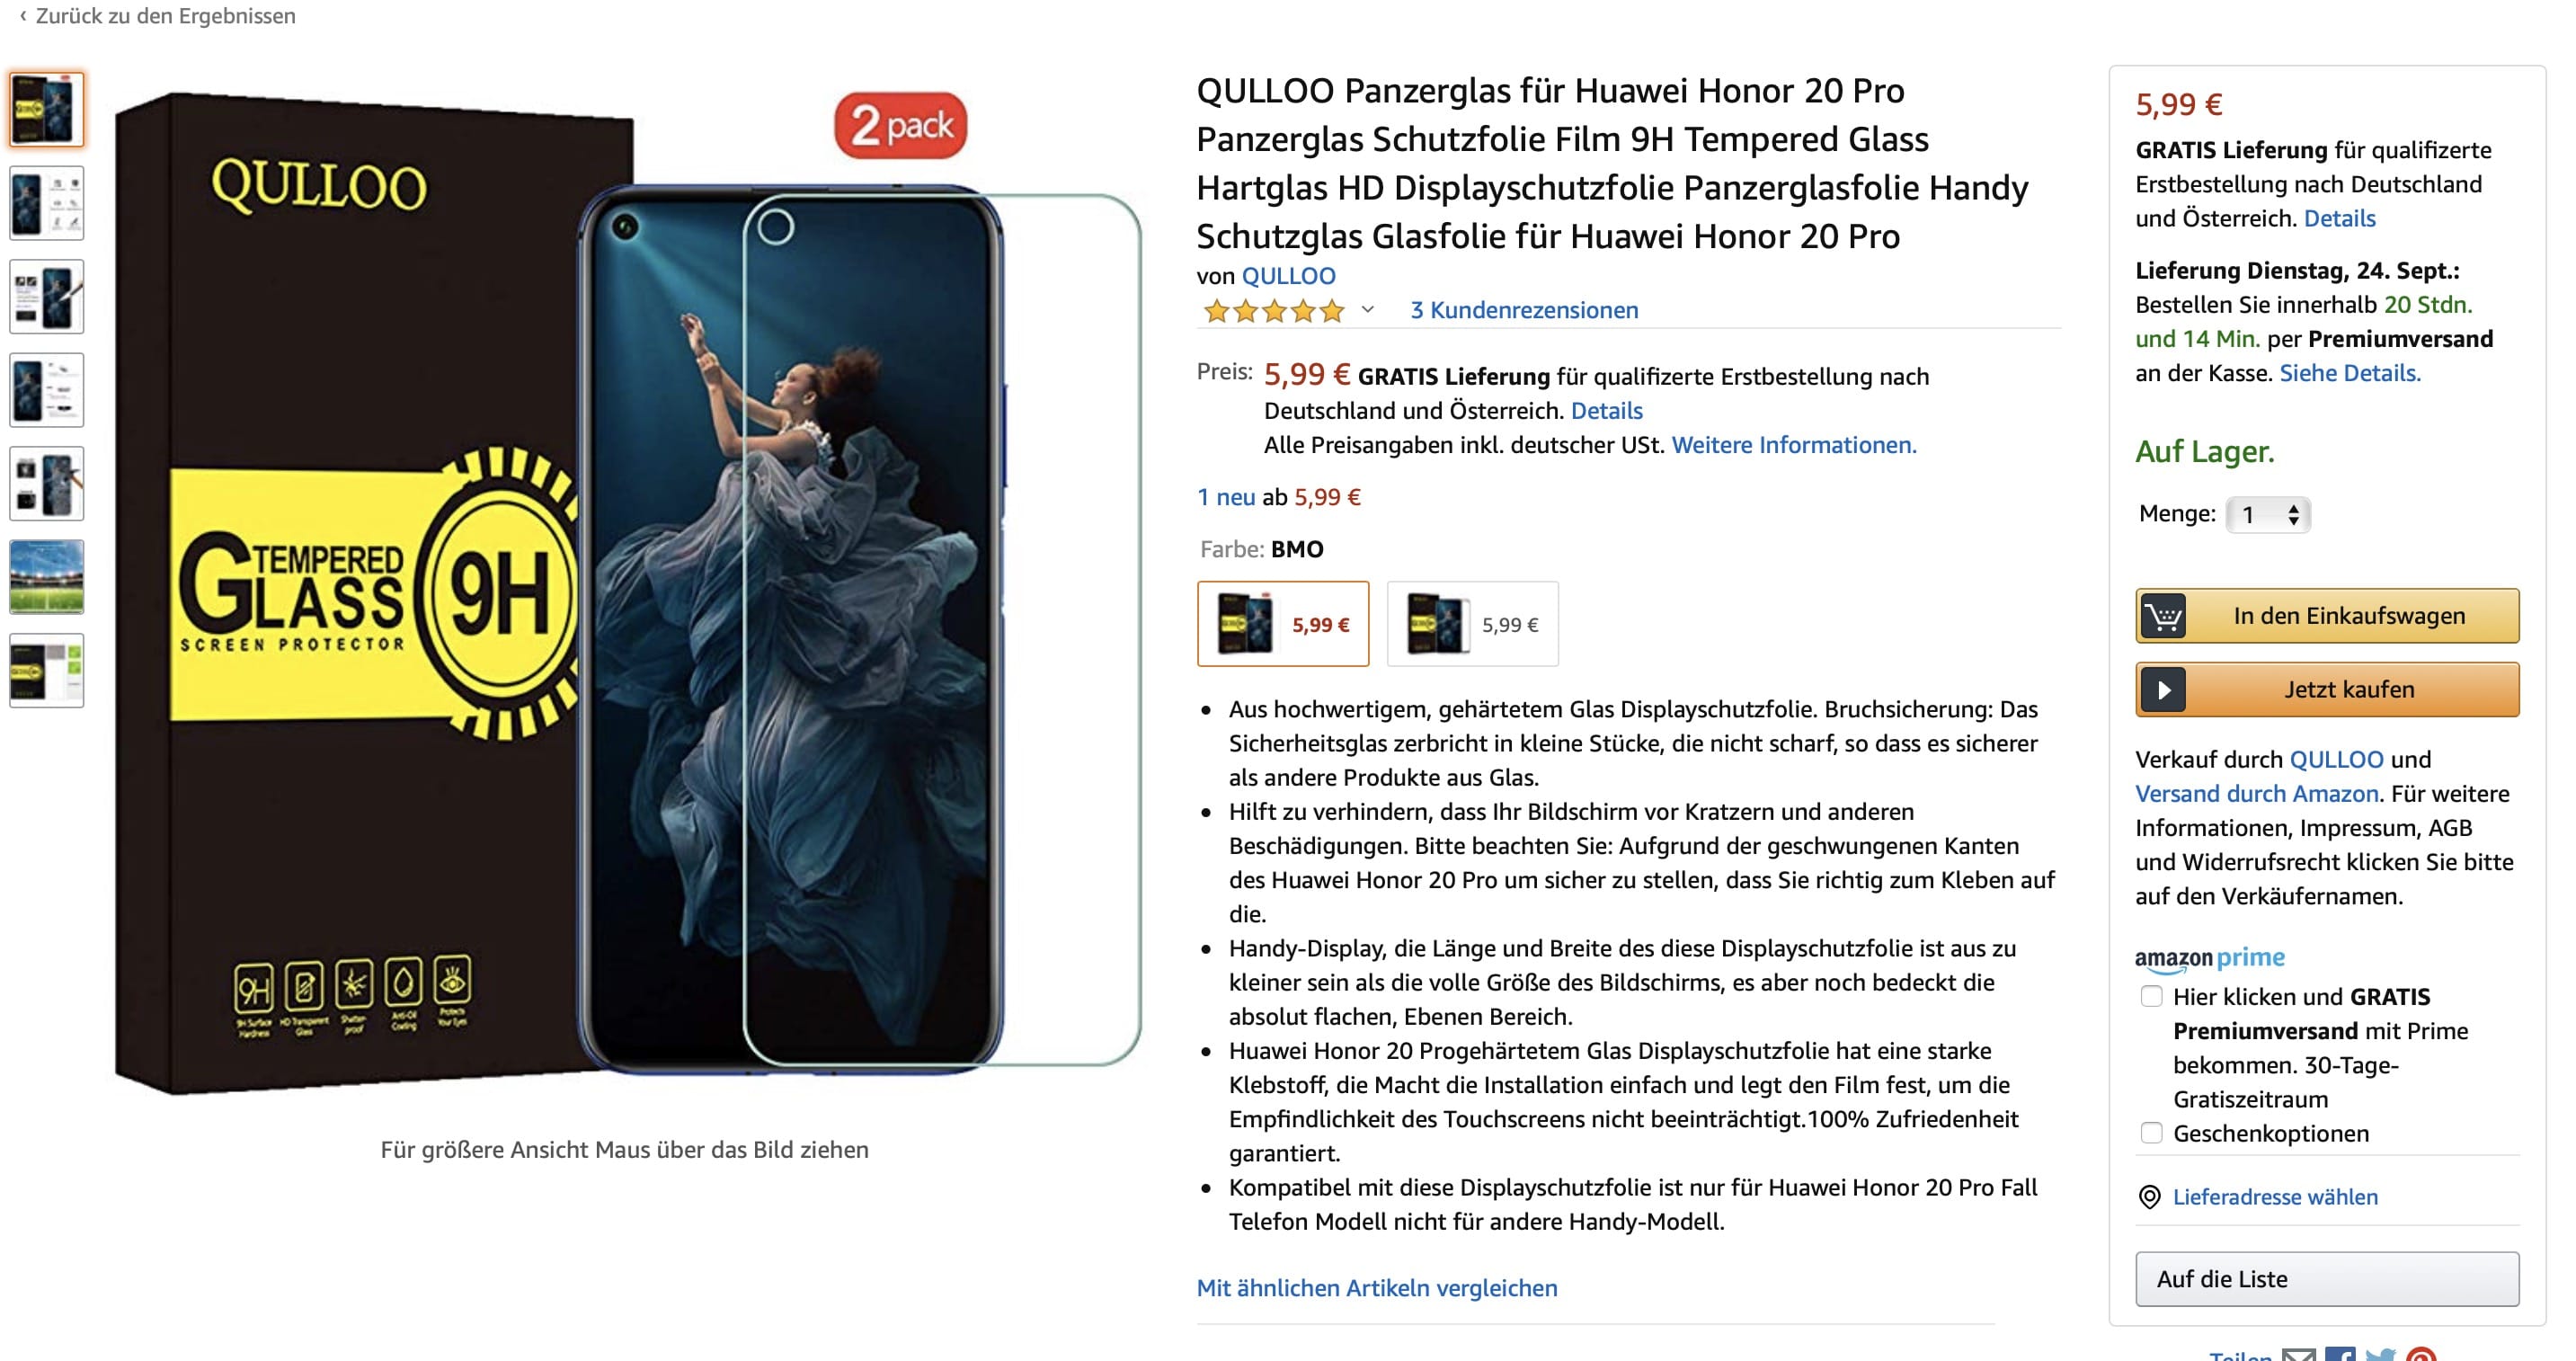 ‹ Zurück zu den Ergebnissen
2 pack
QULLOO
TEMPERED
GLASS
SCREEN PROTECTOR
9H
9H
9H Surface Hardness
HD Transparent Glass
Shatter-proof
Anti-Oil Coating
Protects Your Eyes
Für größere Ansicht Maus über das Bild ziehen
QULLOO Panzerglas für Huawei Honor 20 Pro
Panzerglas Schutzfolie Film 9H Tempered Glass
Hartglas HD Displayschutzfolie Panzerglasfolie Handy
Schutzglas Glasfolie für Huawei Honor 20 Pro
von QULLOO
3 Kundenrezensionen
Preis: 5,99 € GRATIS Lieferung für qualifizerte Erstbestellung nach
Deutschland und Österreich. Details
Alle Preisangaben inkl. deutscher USt. Weitere Informationen.
1 neu ab 5,99 €
Farbe: BMO
5,99 €
5,99 €
• Aus hochwertigem, gehärtetem Glas Displayschutzfolie. Bruchsicherung: Das
Sicherheitsglas zerbricht in kleine Stücke, die nicht scharf, so dass es sicherer
als andere Produkte aus Glas.
• Hilft zu verhindern, dass Ihr Bildschirm vor Kratzern und anderen
Beschädigungen. Bitte beachten Sie: Aufgrund der geschwungenen Kanten
des Huawei Honor 20 Pro um sicher zu stellen, dass Sie richtig zum Kleben auf
die.
• Handy-Display, die Länge und Breite des diese Displayschutzfolie ist aus zu
kleiner sein als die volle Größe des Bildschirms, es aber noch bedeckt die
absolut flachen, Ebenen Bereich.
• Huawei Honor 20 Progehärtetem Glas Displayschutzfolie hat eine starke
Klebstoff, die Macht die Installation einfach und legt den Film fest, um die
Empfindlichkeit des Touchscreens nicht beeinträchtigt.100% Zufriedenheit
garantiert.
• Kompatibel mit diese Displayschutzfolie ist nur für Huawei Honor 20 Pro Fall
Telefon Modell nicht für andere Handy-Modell.
Mit ähnlichen Artikeln vergleichen
5,99 €
GRATIS Lieferung für qualifizerte
Erstbestellung nach Deutschland
und Österreich. Details
Lieferung Dienstag, 24. Sept.:
Bestellen Sie innerhalb 20 Stdn.
und 14 Min. per Premiumversand
an der Kasse. Siehe Details.
Auf Lager.
Menge: 1
In den Einkaufswagen
Jetzt kaufen
Verkauf durch QULLOO und
Versand durch Amazon. Für weitere
Informationen, Impressum, AGB
und Widerrufsrecht klicken Sie bitte
auf den Verkäufernamen.
amazon prime
Hier klicken und GRATIS
Premiumversand mit Prime
bekommen. 30-Tage-
Gratiszeitraum
Geschenkoptionen
Lieferadresse wählen
Auf die Liste
Teilen